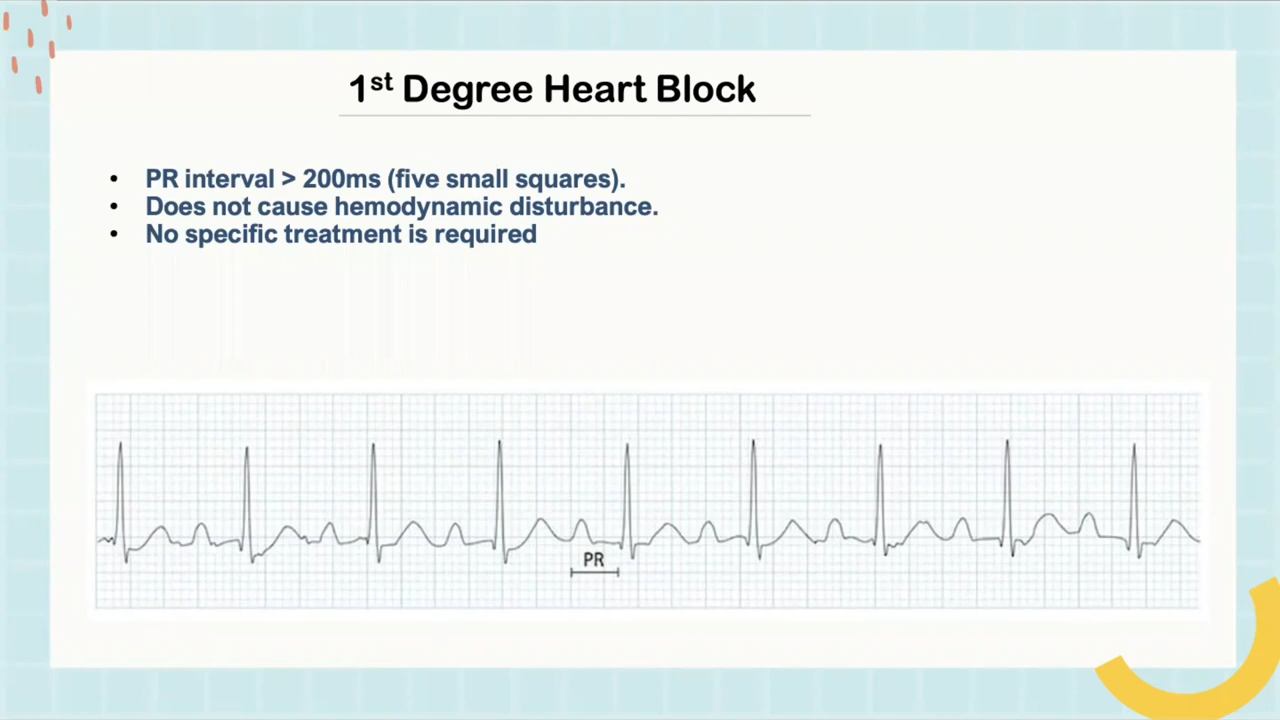 1st Degree Heart Block
• PR interval > 200ms (five small squares).
• Does not cause hemodynamic disturbance.
• No specific treatment is required
PR